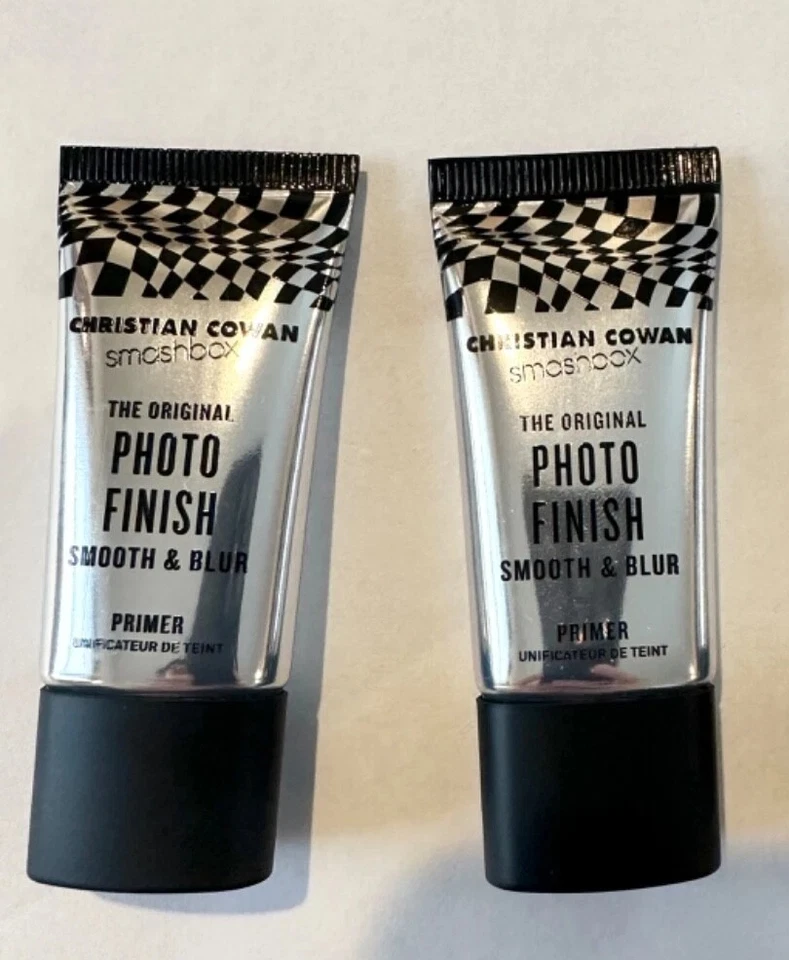 CHRISTIAN COWAN
smashbox
THE ORIGINAL
PHOTO
FINISH
SMOOTH & BLUR
PRIMER
UNIFICATEUR DE TEINT
CHRISTIAN COWAN
smashbox
THE ORIGINAL
PHOTO
FINISH
SMOOTH & BLUR
PRIMER
UNIFICATEUR DE TEINT